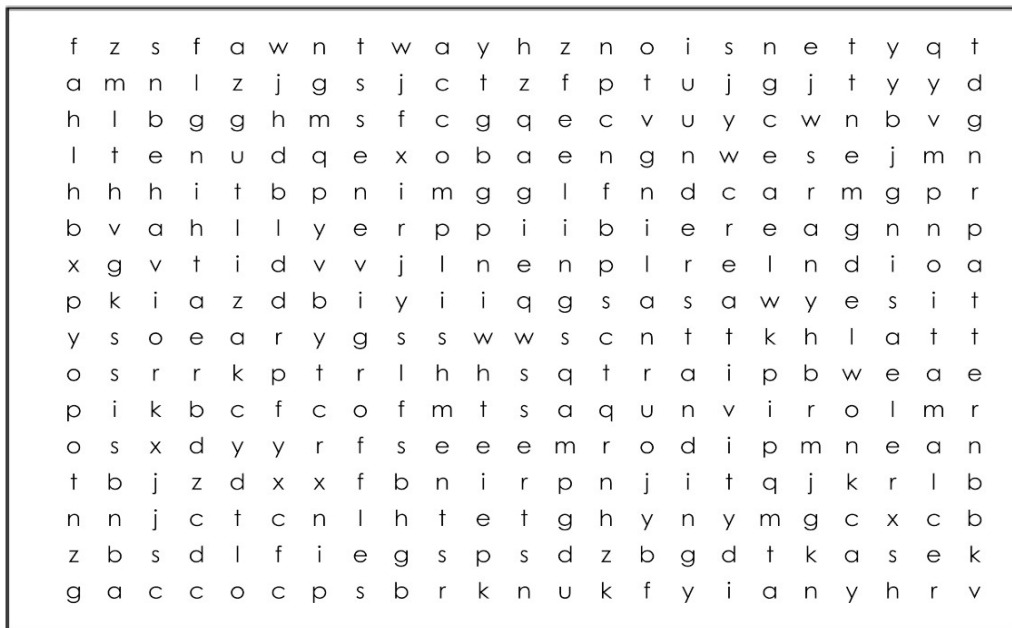 f z s f a w n t w a y h z n o i s n e t y q t
a m n l z j g s j c t z f p t u j g j t y y d
h l b g g h m s f c g q e c v u y c w n b v g
l t e n u d q e x o b a e n g n w e s e j m n
h h h i t b p n i m g g l f n d c a r m g p r
b v a h l l y e r p p i i b i e r e a g n n p
x g v t i d v v j l n e n p l r e l n d i o a
p k i a z d b i y i i q g s a s a w y e s i t
y s o e a r y g s s w w s c n t t k h l a t t
o s r r k p t r l h h s q t r a i p b w e a e
p i k b c f c o f m t s a q u n v i r o l m r
o s x d y y r f s e e e m r o d i p m n e a n
t b j z d x x f b n i r p n j i t q j k r l b
n n j c t c n l h t e t g h y n y m g c x c b
z b s d l f i e g s p s d z b g d t k a s e k
g a c c o c p s b r k n u k f y i a n y h r v